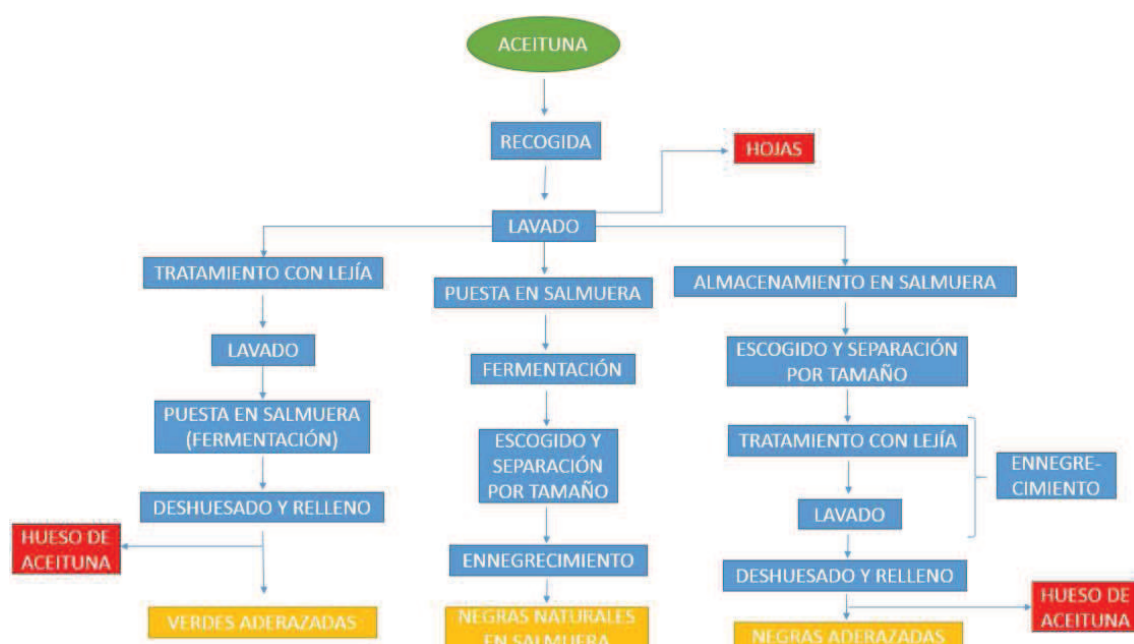 ACEITUNA
RECOGIDA
HOJAS
LAVADO
TRATAMIENTO CON LEJÍA
LAVADO
PUESTA EN SALMUERA
(FERMENTACIÓN)
DESHUESADO Y RELLENO
HUESO DE
ACEITUNA
VERDES ADERAZADAS
PUESTA EN SALMUERA
FERMENTACIÓN
ESCOGIDO Y
SEPARACIÓN
POR TAMAÑO
ENNEGRECIMIENTO
NEGRAS NATURALES
EN SALMUERA
ALMACENAMIENTO EN SALMUERA
ESCOGIDO Y SEPARACIÓN
POR TAMAÑO
TRATAMIENTO CON LEJÍA
LAVADO
ENNEGRE-
CIMIENTO
DESHUESADO Y RELLENO
HUESO DE
ACEITUNA
NEGRAS ADERAZADAS